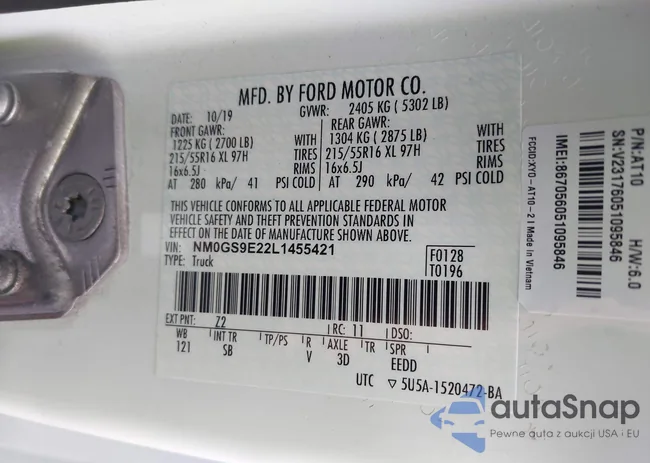 MFD. BY FORD MOTOR CO.
DATE: 10/19 GVWR: 2405 KG ( 5302 LB)
FRONT GAWR: REAR GAWR:
1225 KG ( 2700 LB) WITH 1304 KG ( 2875 LB) WITH
215/55R16 XL 97H TIRES 215/55R16 XL 97H TIRES
16x6.5J RIMS 16x6.5J RIMS
AT 280 kPa/ 41 PSI COLD AT 290 kPa/ 42 PSI COLD
THIS VEHICLE CONFORMS TO ALL APPLICABLE FEDERAL MOTOR
VEHICLE SAFETY AND THEFT PREVENTION STANDARDS IN
EFFECT ON THE DATE OF MANUFACTURE SHOWN ABOVE.
VIN: NM0GS9E22L1455421
TYPE: Truck
F0128
T0196
EXT PNT: Z2 RC: 11 DSO:
WB INT TR TP/PS R AXLE TR SPR
121 SB V 3D EEDD
UTC ▽ 5U5A-1520472-BA
P/N:AT10 H/W:6.0
SN:V23176051095846
IMEI:867056051095846
FCCID:XYO-AT10-2 | Made in Vietnam
autaSnap
Pewne auta z aukcji USA i EU